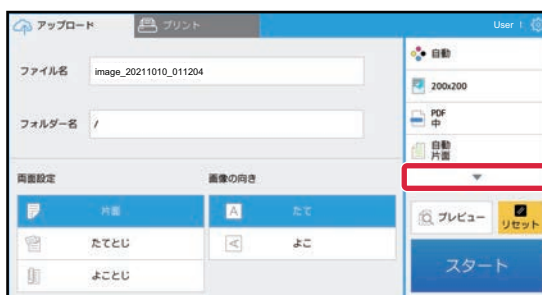 アップロード
プリント
User 1
ファイル名
image_20211010_011204
フォルダー名
/
両面設定
画像の向き
片面
たてとじ
よことじ
A
たて
A
よこ
自動
200x200
PDF
中
自動
片面
プレビュー
リセット
スタート